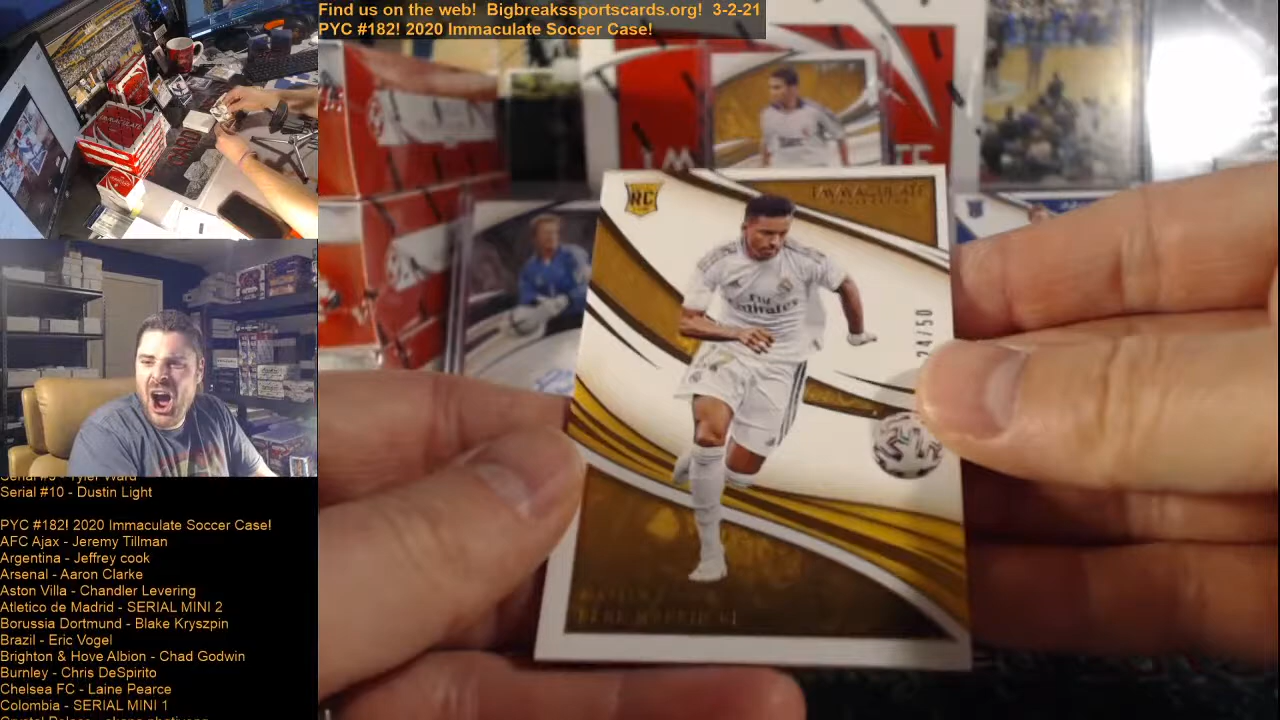 Find us on the web! Bigbreakssportscards.org! 3-2-21
PYC #182! 2020 Immaculate Soccer Case!
RC
IMMACULATE
Fly
Emirates
24/50
Serial #10 - Dustin Light
PYC #182! 2020 Immaculate Soccer Case!
AFC Ajax - Jeremy Tillman
Argentina - Jeffrey cook
Arsenal - Aaron Clarke
Aston Villa - Chandler Levering
Atletico de Madrid - SERIAL MINI 2
Borussia Dortmund - Blake Kryszpin
Brazil - Eric Vogel
Brighton & Hove Albion - Chad Godwin
Burnley - Chris DeSpirito
Chelsea FC - Laine Pearce
Colombia - SERIAL MINI 1